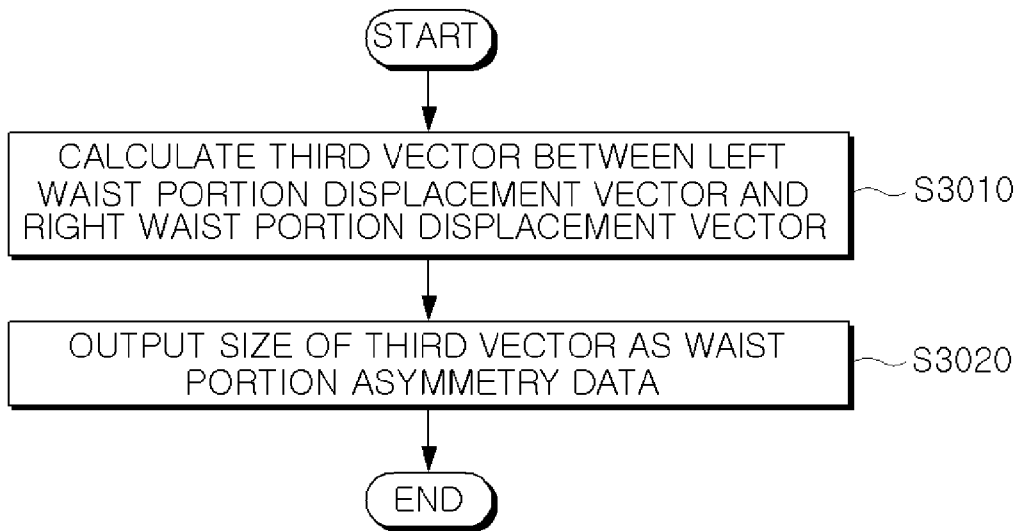 START
CALCULATE THIRD VECTOR BETWEEN LEFT
WAIST PORTION DISPLACEMENT VECTOR AND
RIGHT WAIST PORTION DISPLACEMENT VECTOR
S3010
OUTPUT SIZE OF THIRD VECTOR AS WAIST
PORTION ASYMMETRY DATA
S3020
END